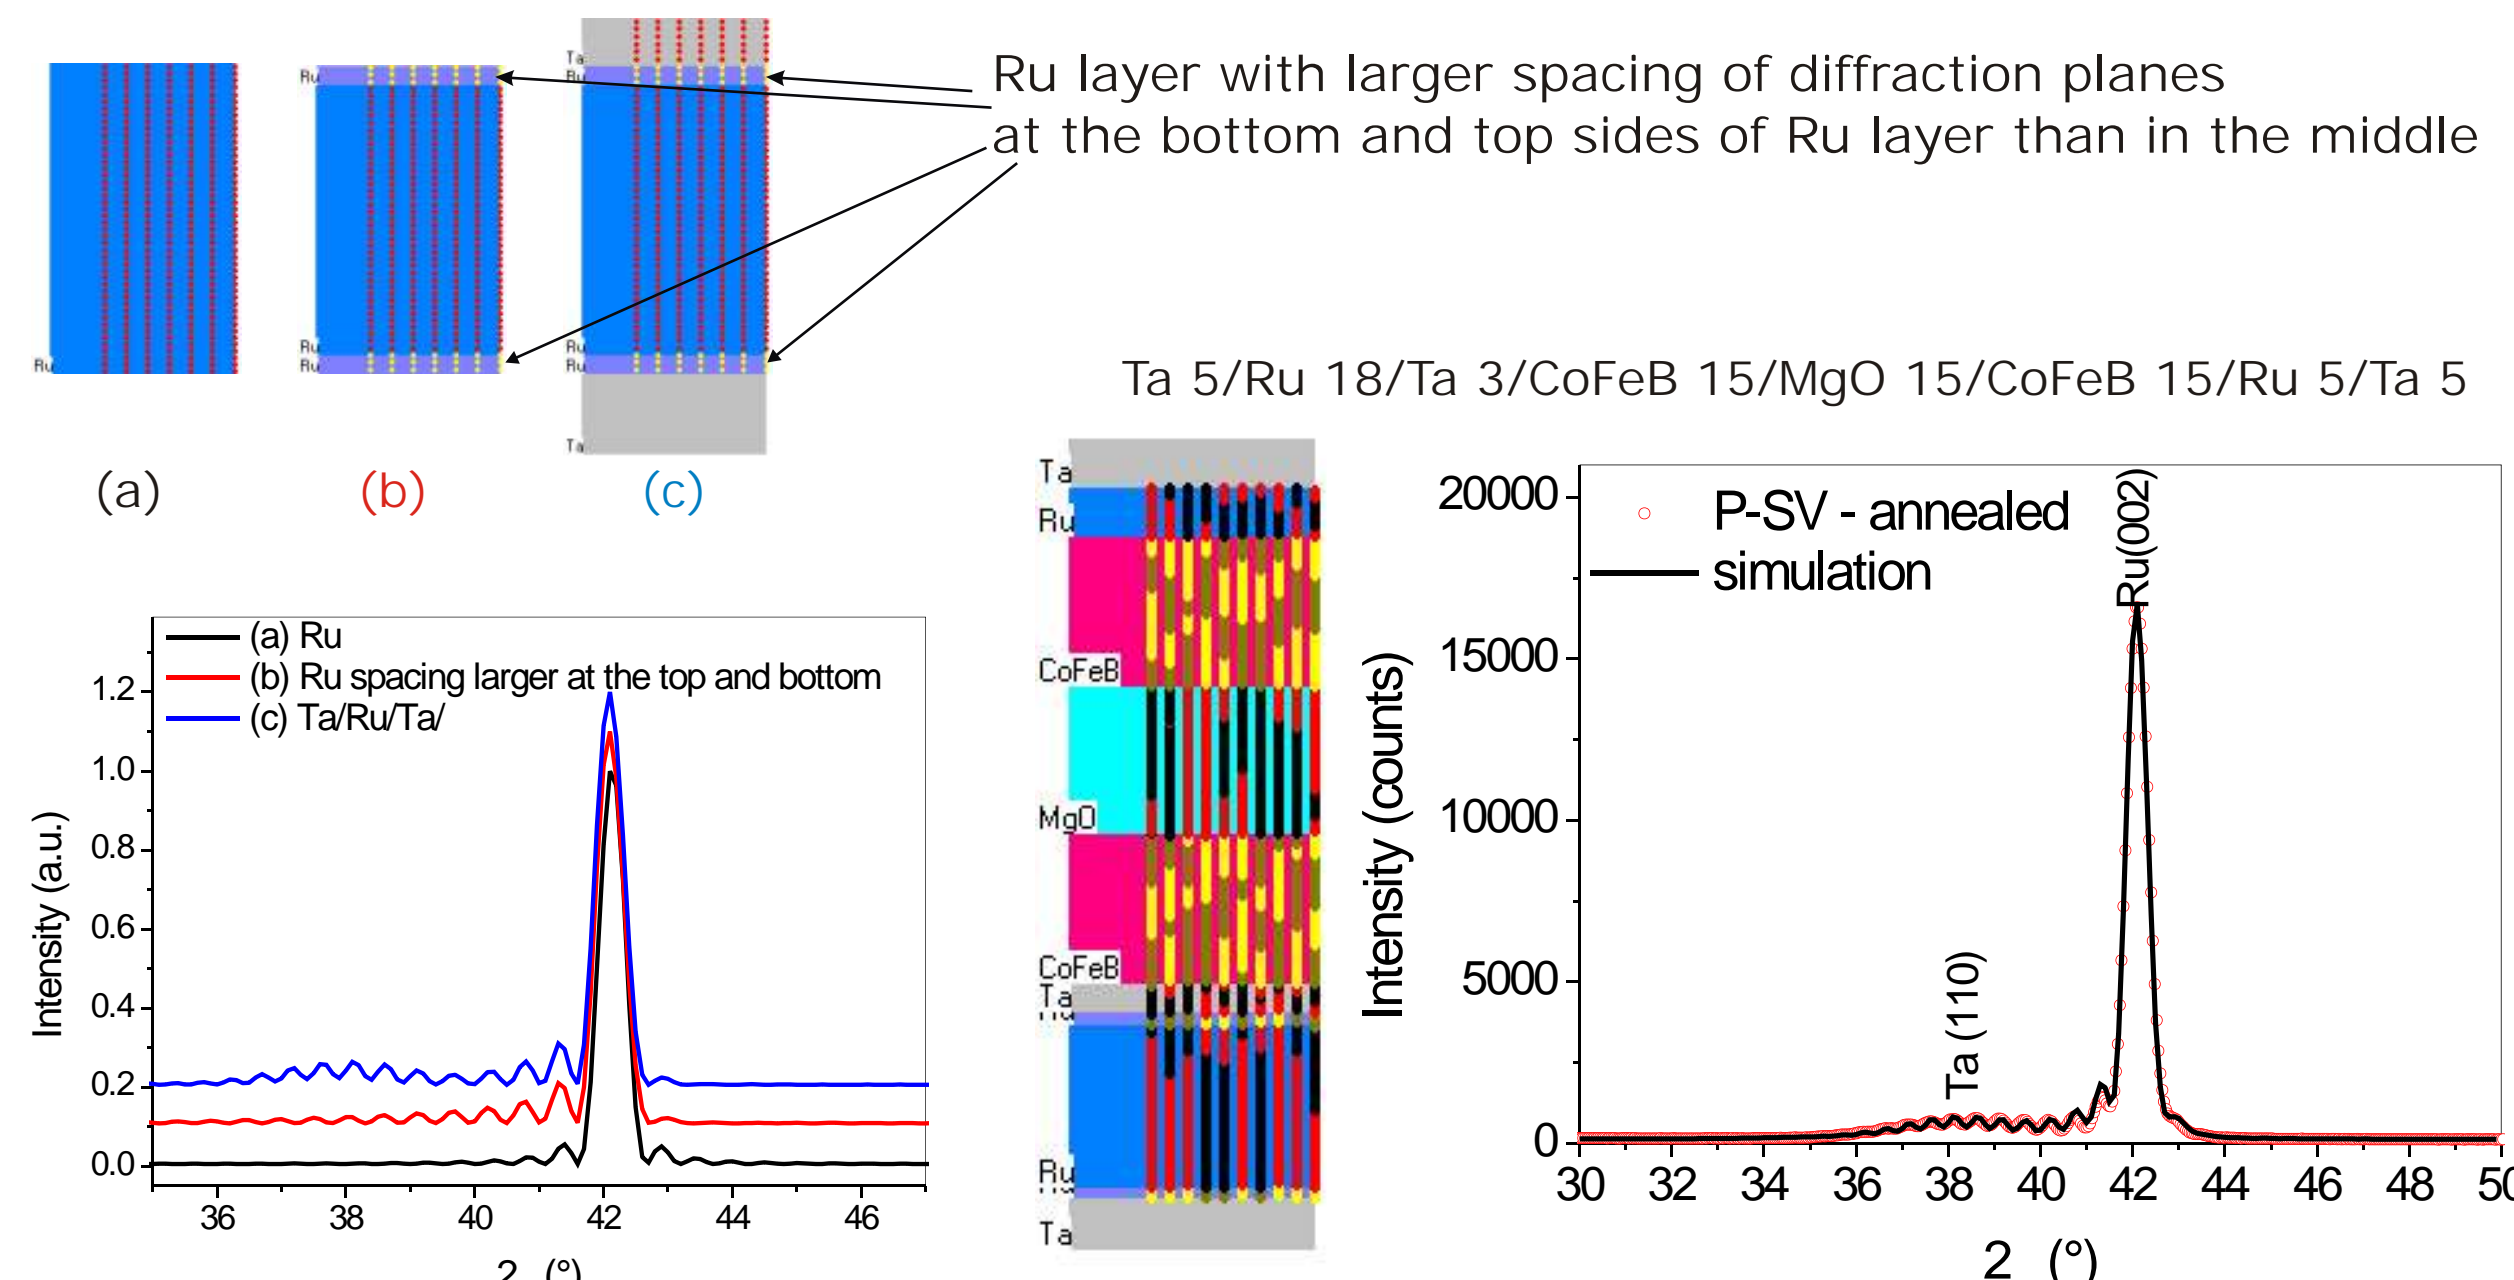 Ta
Ru
Ru
Ru
Ru
Ru
Ru
Ru
Ta
Ru layer with larger spacing of diffraction planes
at the bottom and top sides of Ru layer than in the middle
(a)
(b)
(c)
Ta 5/Ru 18/Ta 3/CoFeB 15/MgO 15/CoFeB 15/Ru 5/Ta 5
(a) Ru
(b) Ru spacing larger at the top and bottom
(c) Ta/Ru/Ta/
Intensity (a.u.)
1.2
1.0
0.8
0.6
0.4
0.2
0.0
36 38 40 42 44 46
2 (°)
Ta
Ru
CoFeB
MgO
CoFeB
Ta
Ru
Ta
P-SV - annealed
simulation
Ru(002)
Ta (110)
Intensity (counts)
20000
15000
10000
5000
0
30 32 34 36 38 40 42 44 46 48 50
2 (°)